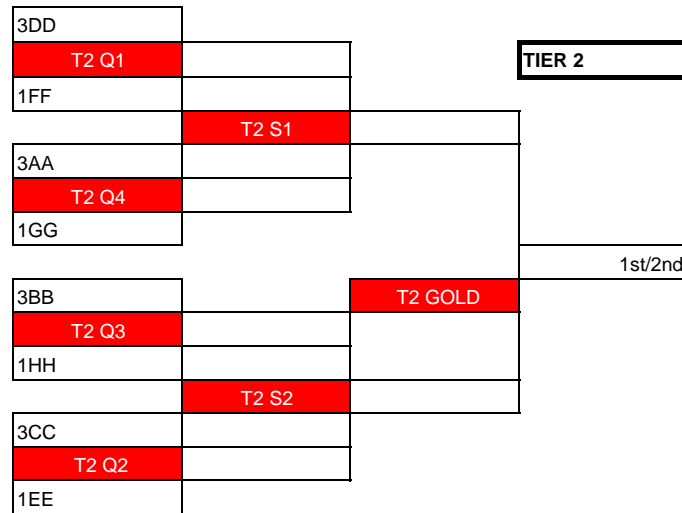 3DD
T2 Q1
TIER 2
1FF
T2 S1
3AA
T2 Q4
1GG
1st/2nd
3BB
T2 GOLD
T2 Q3
1HH
T2 S2
3CC
T2 Q2
1EE